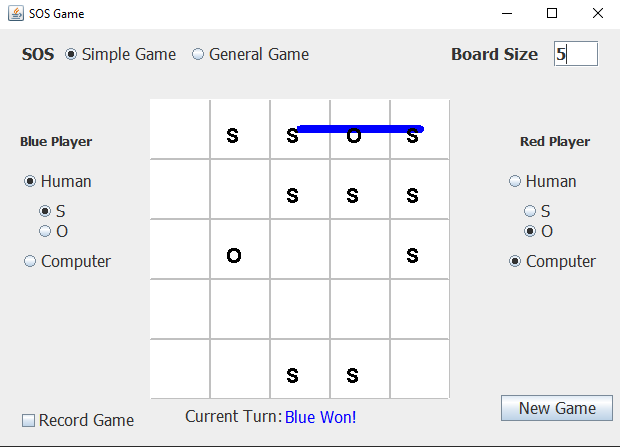 SOS Game
SOS Simple Game General Game Board Size 5
S S O S
Blue Player Red Player
Human Human
S S S
S S
O O
O S
Computer Computer
S S
New Game
Record Game Current Turn: Blue Won!